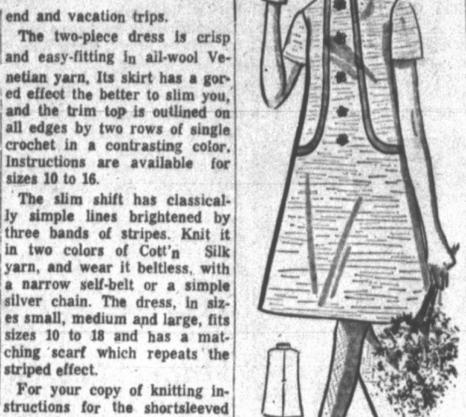 end and vacation trips.
The two-piece dress is crisp
and easy-fitting in all-wool Ve-
netian yarn, Its skirt has a gor-
ed effect the better to slim you,
and the trim top is outlined on
all edges by two rows of single
crochet in a contrasting color.
Instructions are available for
sizes 10 to 16.
The slim shift has classical-
ly simple lines brightened by
three bands of stripes. Knit it
in two colors of Cott'n Silk
yarn, and wear it beltless, with
a narrow self-belt or a simple
silver chain. The dress, in siz-
es small, medium and large, fits
sizes 10 to 18 and has a mat-
ching scarf which repeats the
striped effect.
For your copy of knitting in-
structions for the shortsleeved